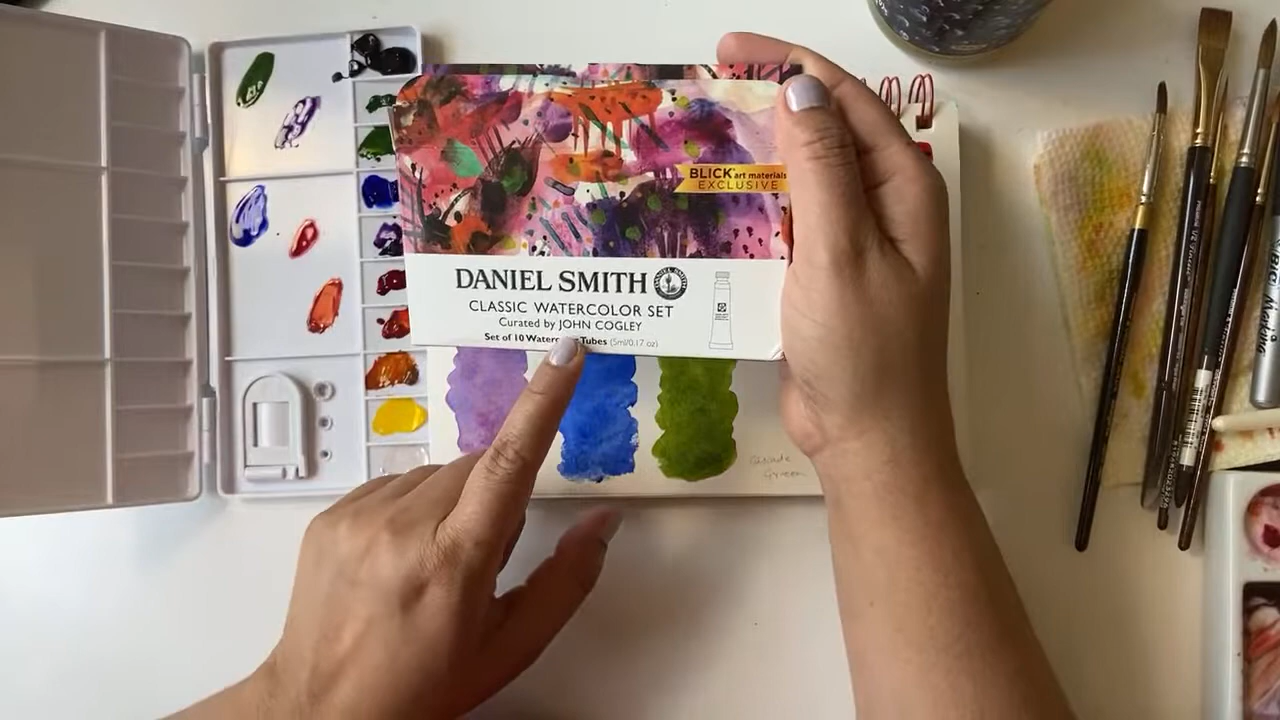 BLICK art materials
EXCLUSIVE
DANIEL SMITH
CLASSIC WATERCOLOR SET
Curated by JOHN COGLEY
Set of 10 Tubes (5ml/0.17 oz)
Green